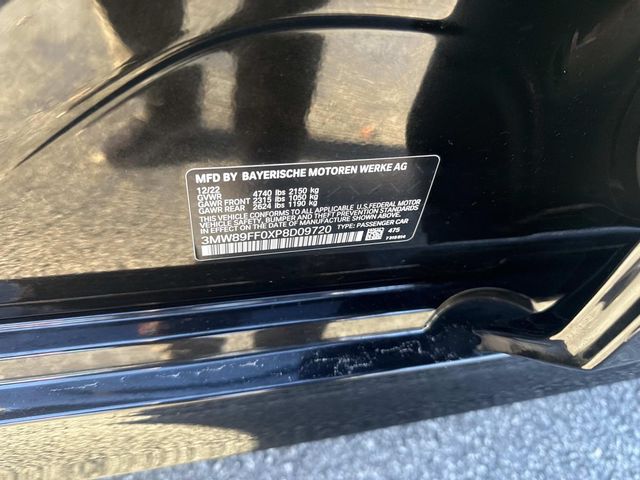 MFD BY BAYERISCHE MOTOREN WERKE AG
12/22
GVWR 4740 lbs 2150 kg
GAWR FRONT 2315 lbs 1050 kg
GAWR REAR 2624 lbs 1190 kg
THIS VEHICLE CONFORMS TO ALL APPLICABLE U.S.FEDERAL MOTOR
VEHICLE SAFETY, BUMPER AND THEFT PREVENTION STANDARDS
IN EFFECT ON THE DATE OF MANUFACTURE SHOWN ABOVE.
3MW89FF0XP8D09720 TYPE: PASSENGER CAR
475